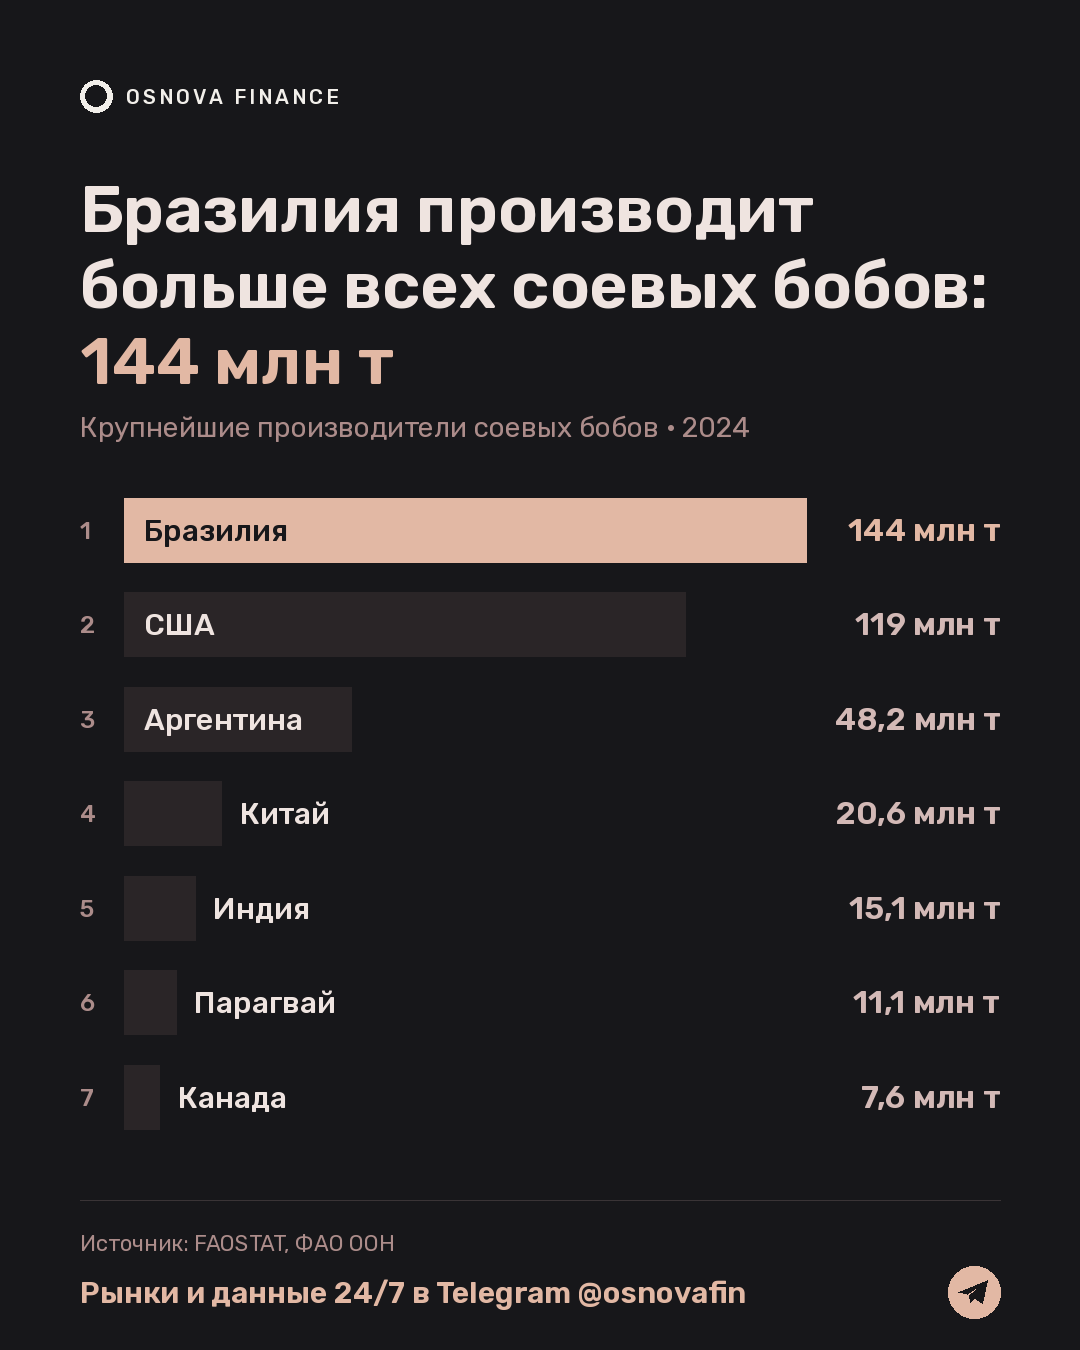 OSNOVA FINANCE
Бразилия производит
больше всех соевых бобов:
144 млн т
Крупнейшие производители соевых бобов • 2024
1 Бразилия 144 млн т
2 США 119 млн т
3 Аргентина 48,2 млн т
4 Китай 20,6 млн т
5 Индия 15,1 млн т
6 Парагвай 11,1 млн т
7 Канада 7,6 млн т
Источник: FAOSTAT, ФАО ООН
Рынки и данные 24/7 в Telegram @osnovafin